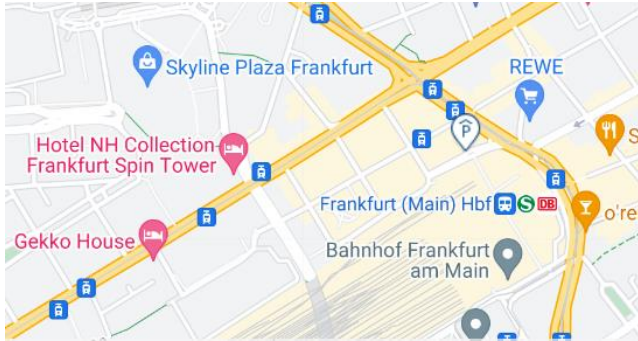 Skyline Plaza Frankfurt
REWE
P
Hotel NH Collection
Frankfurt Spin Tower
S
Frankfurt (Main) Hbf S DB
o're
Gekko House
Bahnhof Frankfurt
am Main